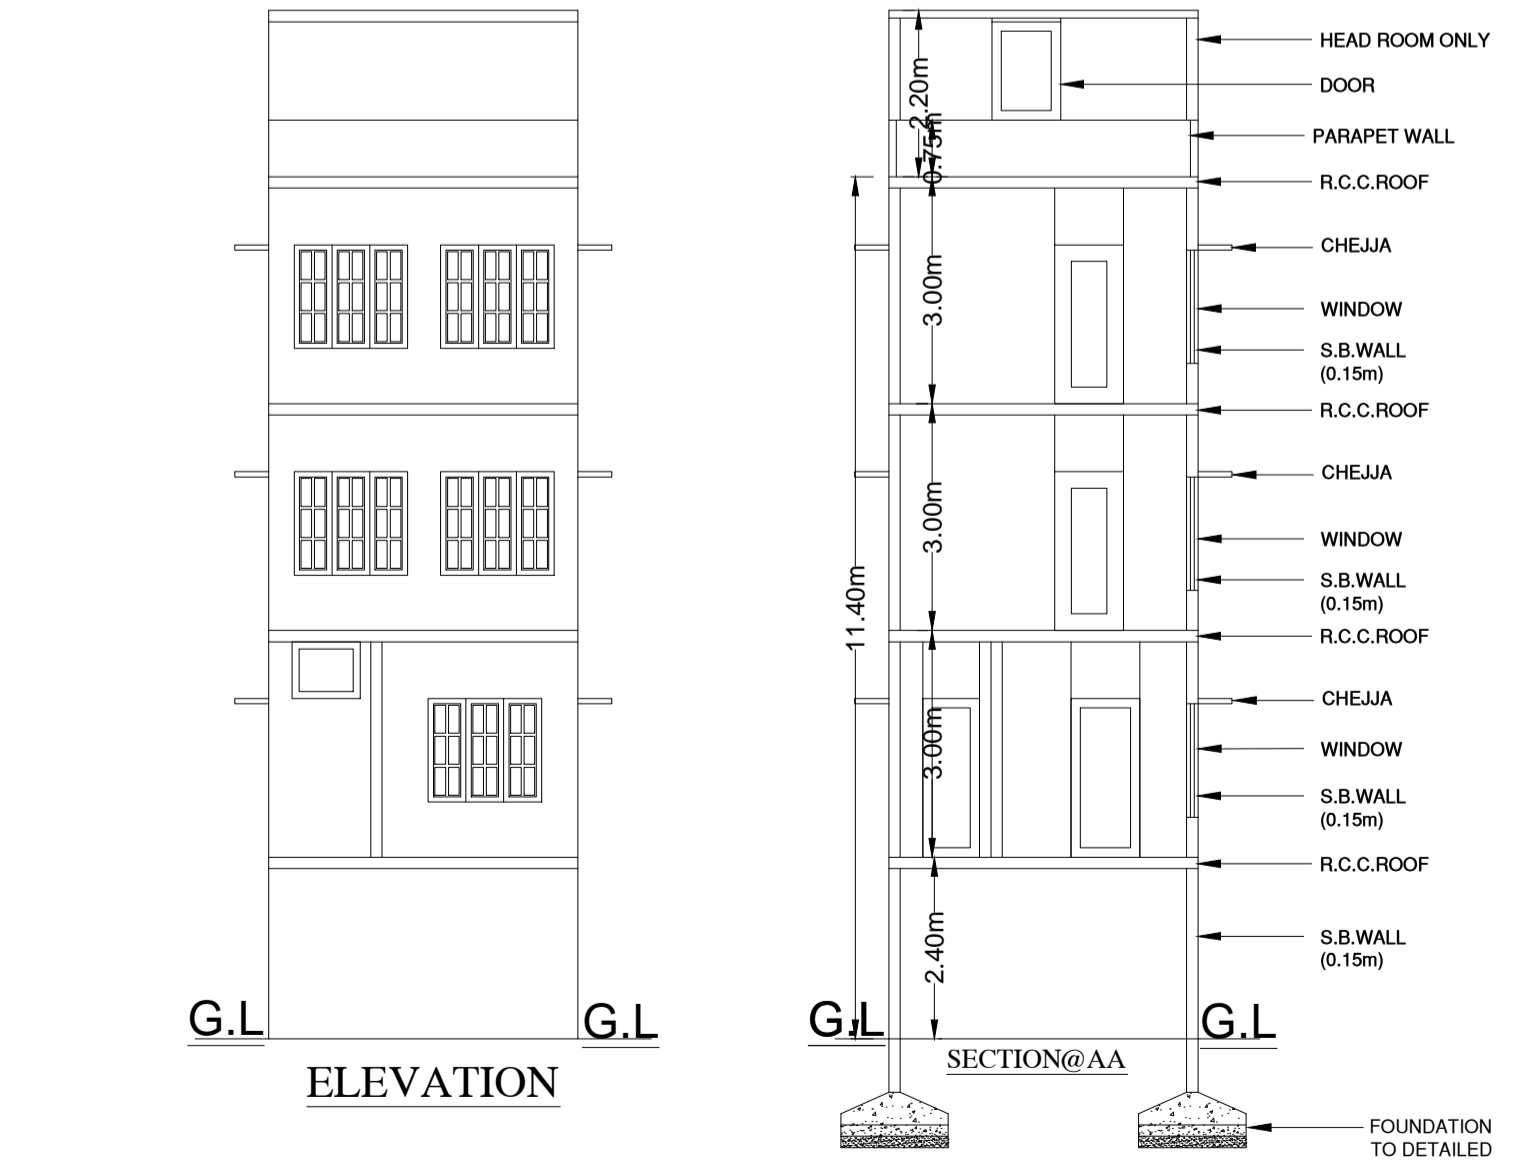 HEAD ROOM ONLY
DOOR
2.20m
0.75m
PARAPET WALL
R.C.C.ROOF
CHEJJA
3.00m
WINDOW
S.B.WALL
(0.15m)
R.C.C.ROOF
CHEJJA
3.00m
WINDOW
S.B.WALL
(0.15m)
11.40m
R.C.C.ROOF
CHEJJA
3.00m
WINDOW
S.B.WALL
(0.15m)
R.C.C.ROOF
2.40m
S.B.WALL
(0.15m)
G.L
G.L
G.L
G.L
ELEVATION
SECTION@AA
FOUNDATION
TO DETAILED